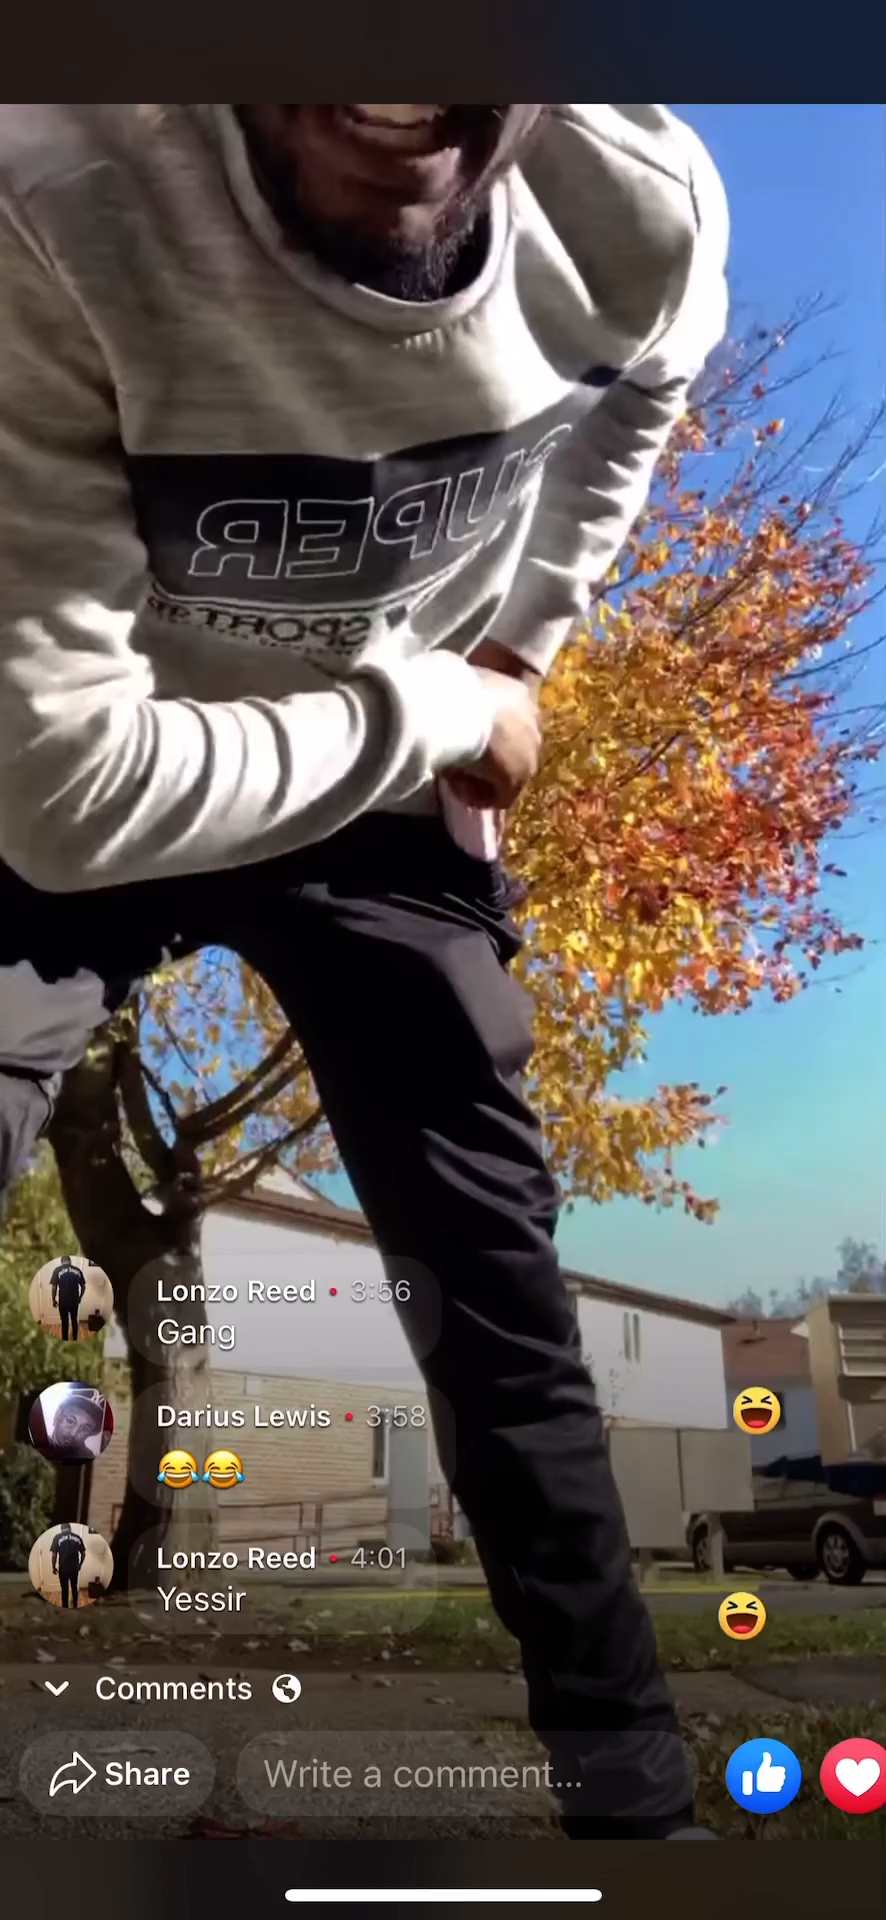 SUPER
SPORT
Lonzo Reed • 3:56
Gang
Darius Lewis • 3:58
😂😂
Lonzo Reed • 4:01
Yessir
Comments
Share
Write a comment...